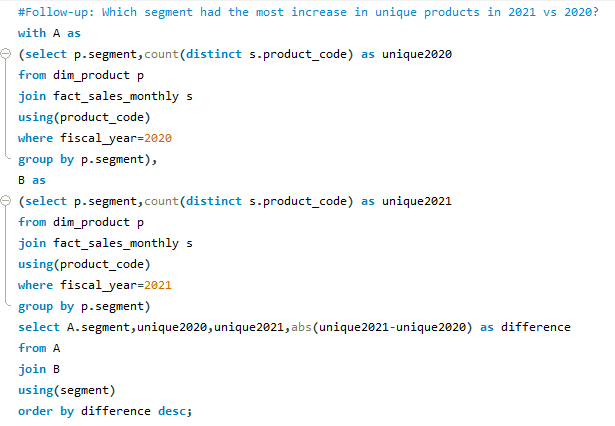 #Follow-up: Which segment had the most increase in unique products in 2021 vs 2020?
with A as
(select p.segment,count(distinct s.product_code) as unique2020
from dim_product p
join fact_sales_monthly s
using(product_code)
where fiscal_year=2020
group by p.segment),
B as
(select p.segment,count(distinct s.product_code) as unique2021
from dim_product p
join fact_sales_monthly s
using(product_code)
where fiscal_year=2021
group by p.segment)
select A.segment,unique2020,unique2021,abs(unique2021-unique2020) as difference
from A
join B
using(segment)
order by difference desc;